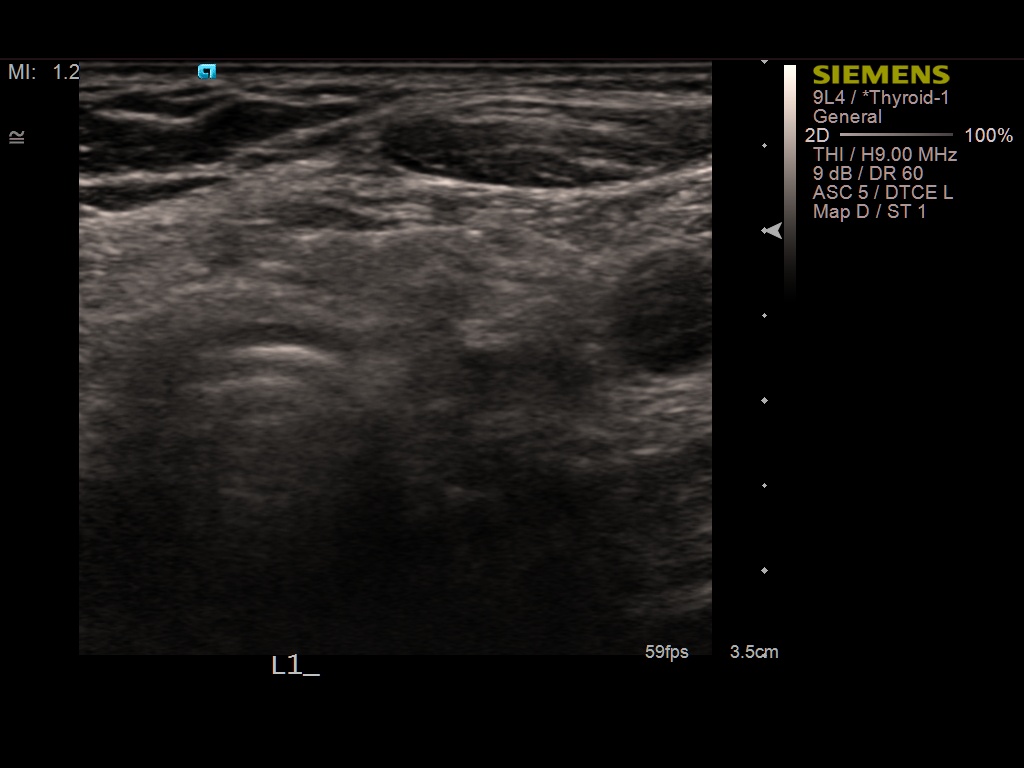 MI: 1.2
SIEMENS
9L4 / *Thyroid-1
General
2D 100%
THI / H9.00 MHz
9 dB / DR 60
ASC 5 / DTCE L
Map D / ST 1
59fps 3.5cm
L1_